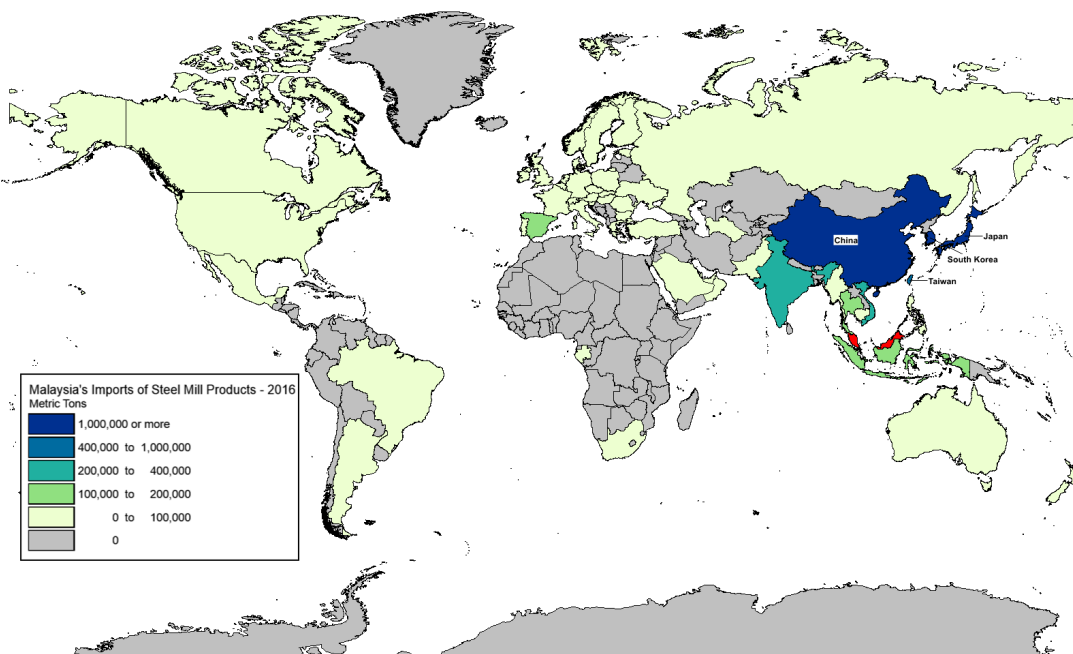 China
Japan
South Korea
Taiwan
Malaysia's Imports of Steel Mill Products - 2016
Metric Tons
1,000,000 or more
400,000 to 1,000,000
200,000 to 400,000
100,000 to 200,000
0 to 100,000
0